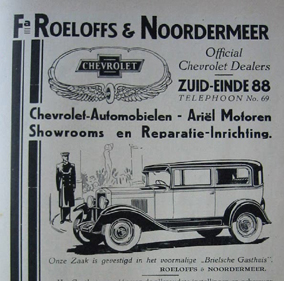 Fa ROELOFFS & NOORDERMEER
CHEVROLET
Official
Chevrolet Dealers
ZUID-EINDE 88
TELEPHOON No. 69
Chevrolet-Automobielen - Ariël Motoren
Showrooms en Reparatie-Inrichting.
Onze Zaak is gevestigd in het voormalige „Brielsche Gasthuis".
ROELOFFS & NOORDERMEER.